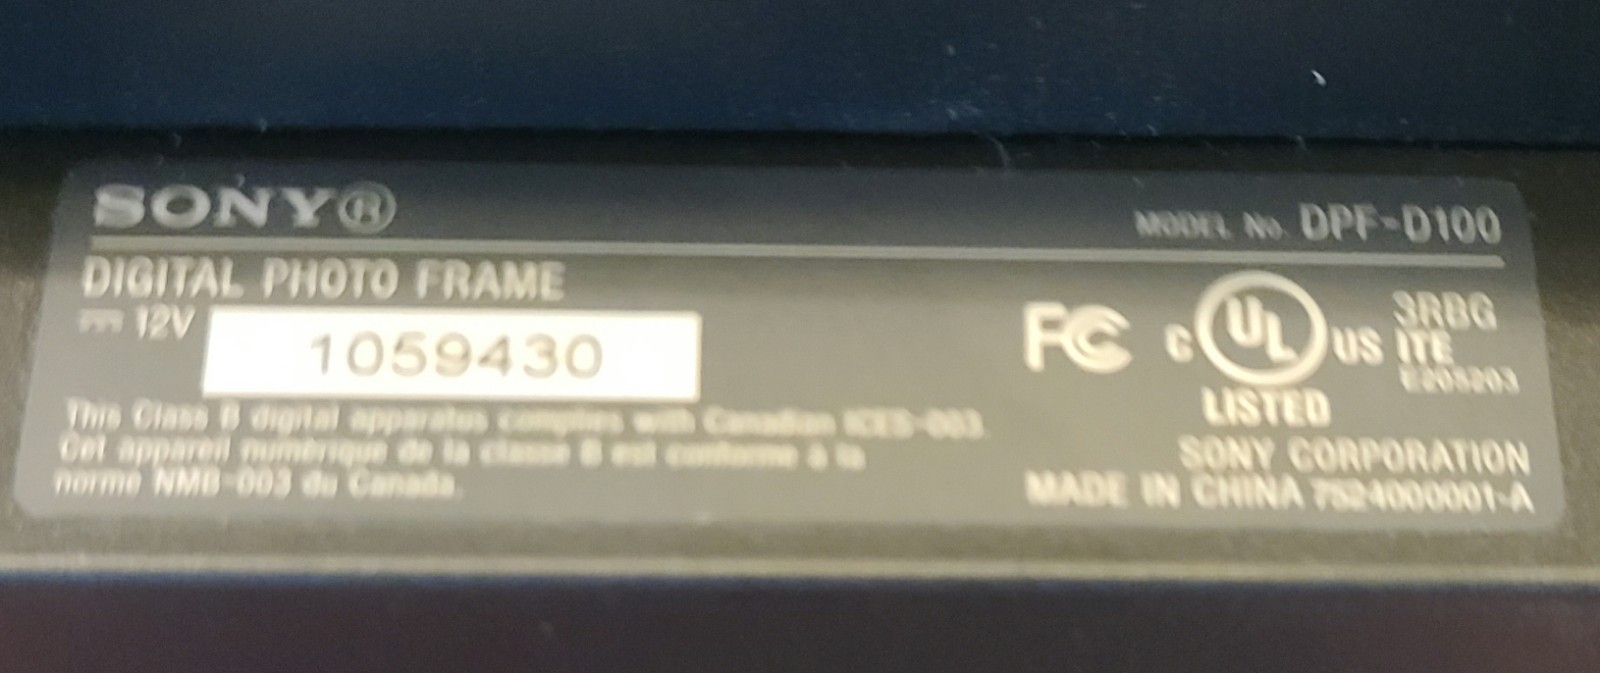 SONY®
MODEL No. DPF-D100
DIGITAL PHOTO FRAME
⎓ 12V
1059430
This Class B digital apparatus complies with Canadian ICES-003.
Cet appareil numérique de la classe B est conforme à la
norme NMB-003 du Canada.
FC
C UL US
LISTED
3RBG
ITE
SONY CORPORATION
MADE IN CHINA 7524000001-A